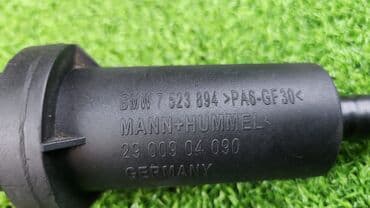 BMW 7 523 894 >PA6-GF30<
MANN+HUMMEL
29 009 04 090
GERMANY